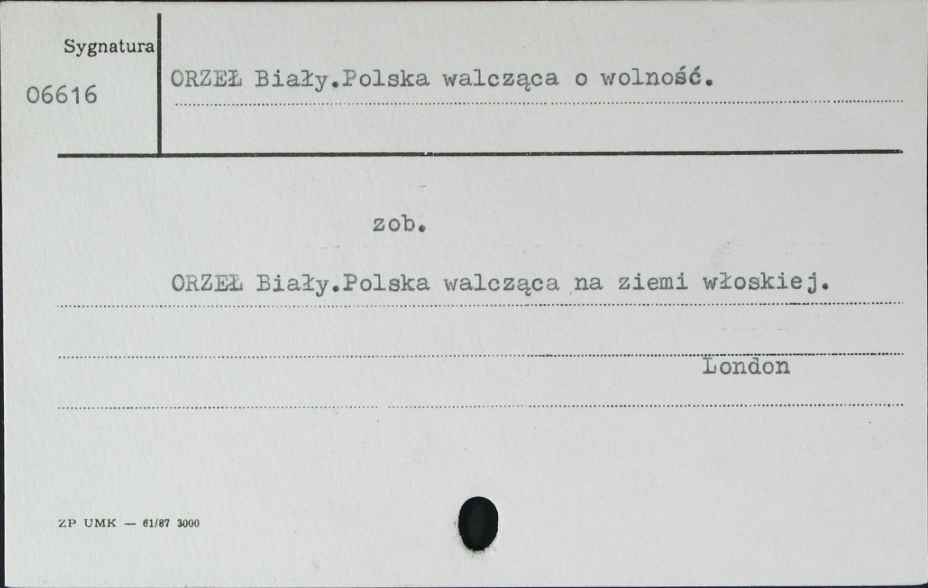 Sygnatura
06616
ORZEŁ Biały.Polska walcząca o wolność.
zob.
ORZEŁ Biały.Polska walcząca na ziemi włoskiej.
London
ZP UMK — 61/87 3000